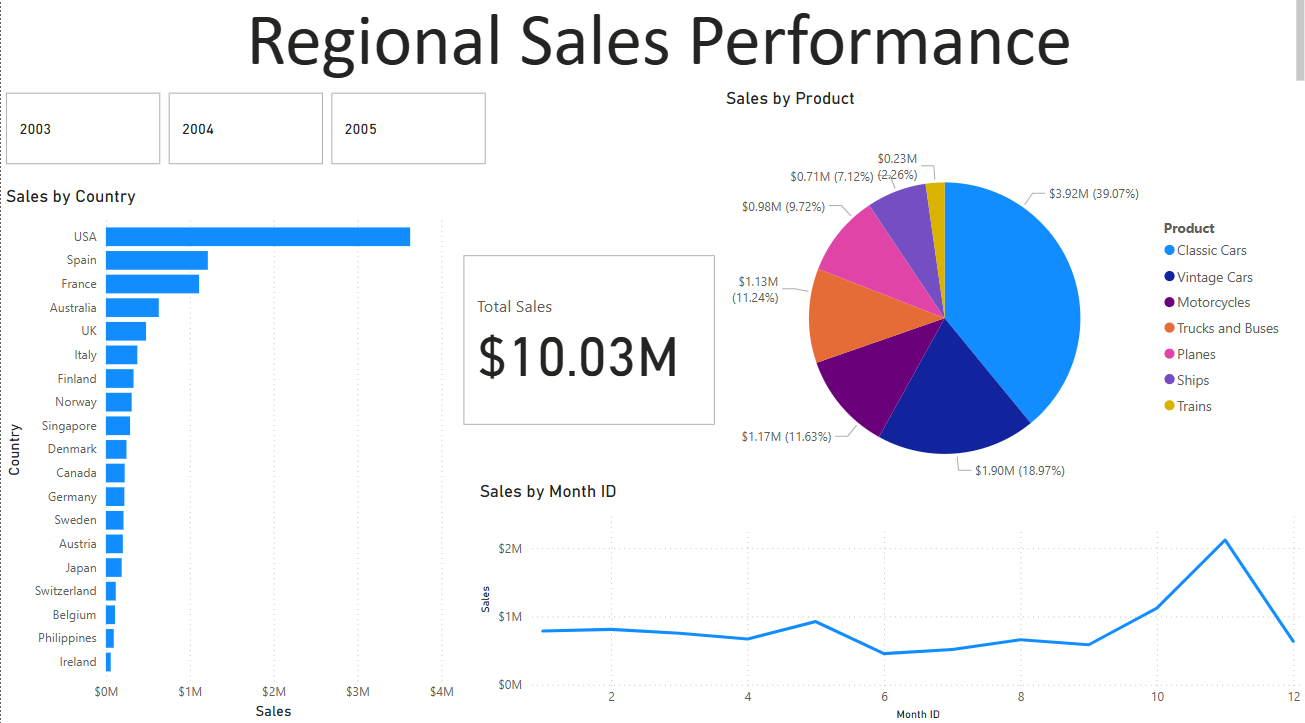 Regional Sales Performance
2003
2004
2005
Sales by Country
Country
USA
Spain
France
Australia
UK
Italy
Finland
Norway
Singapore
Denmark
Canada
Germany
Sweden
Austria
Japan
Switzerland
Belgium
Philippines
Ireland
$0M
$1M
$2M
$3M
$4M
Sales
Total Sales
$10.03M
Sales by Product
$0.23M
(2.26%)
$0.71M (7.12%)
$0.98M (9.72%)
$1.13M
(11.24%)
$1.17M (11.63%)
$1.90M (18.97%)
$3.92M (39.07%)
Product
Classic Cars
Vintage Cars
Motorcycles
Trucks and Buses
Planes
Ships
Trains
Sales by Month ID
Sales
$2M
$1M
$0M
2
4
6
8
10
12
Month ID